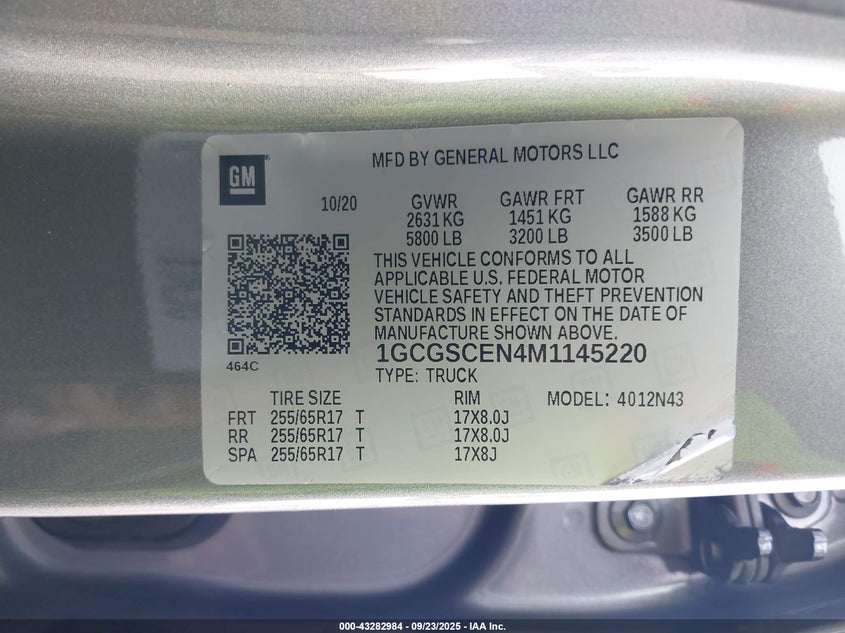 GM
MFD BY GENERAL MOTORS LLC
10/20
GVWR GAWR FRT GAWR RR
2631 KG 1451 KG 1588 KG
5800 LB 3200 LB 3500 LB
THIS VEHICLE CONFORMS TO ALL
APPLICABLE U.S. FEDERAL MOTOR
VEHICLE SAFETY AND THEFT PREVENTION
STANDARDS IN EFFECT ON THE DATE OF
MANUFACTURE SHOWN ABOVE.
464C
1GCGSCEN4M1145220
TYPE: TRUCK
TIRE SIZE RIM MODEL: 4012N43
FRT 255/65R17 T 17X8.0J
RR 255/65R17 T 17X8.0J
SPA 255/65R17 T 17X8J
000-43282984 - 09/23/2025 - IAA Inc.